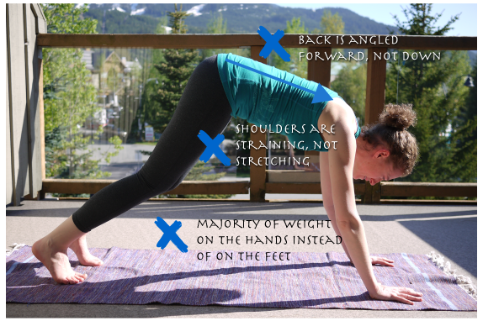 BACK IS ANGLED
FORWARD, NOT DOWN
SHOULDERS ARE
STRAINING, NOT
STRETCHING
MAJORITY OF WEIGHT
ON THE HANDS INSTEAD
OF ON THE FEET